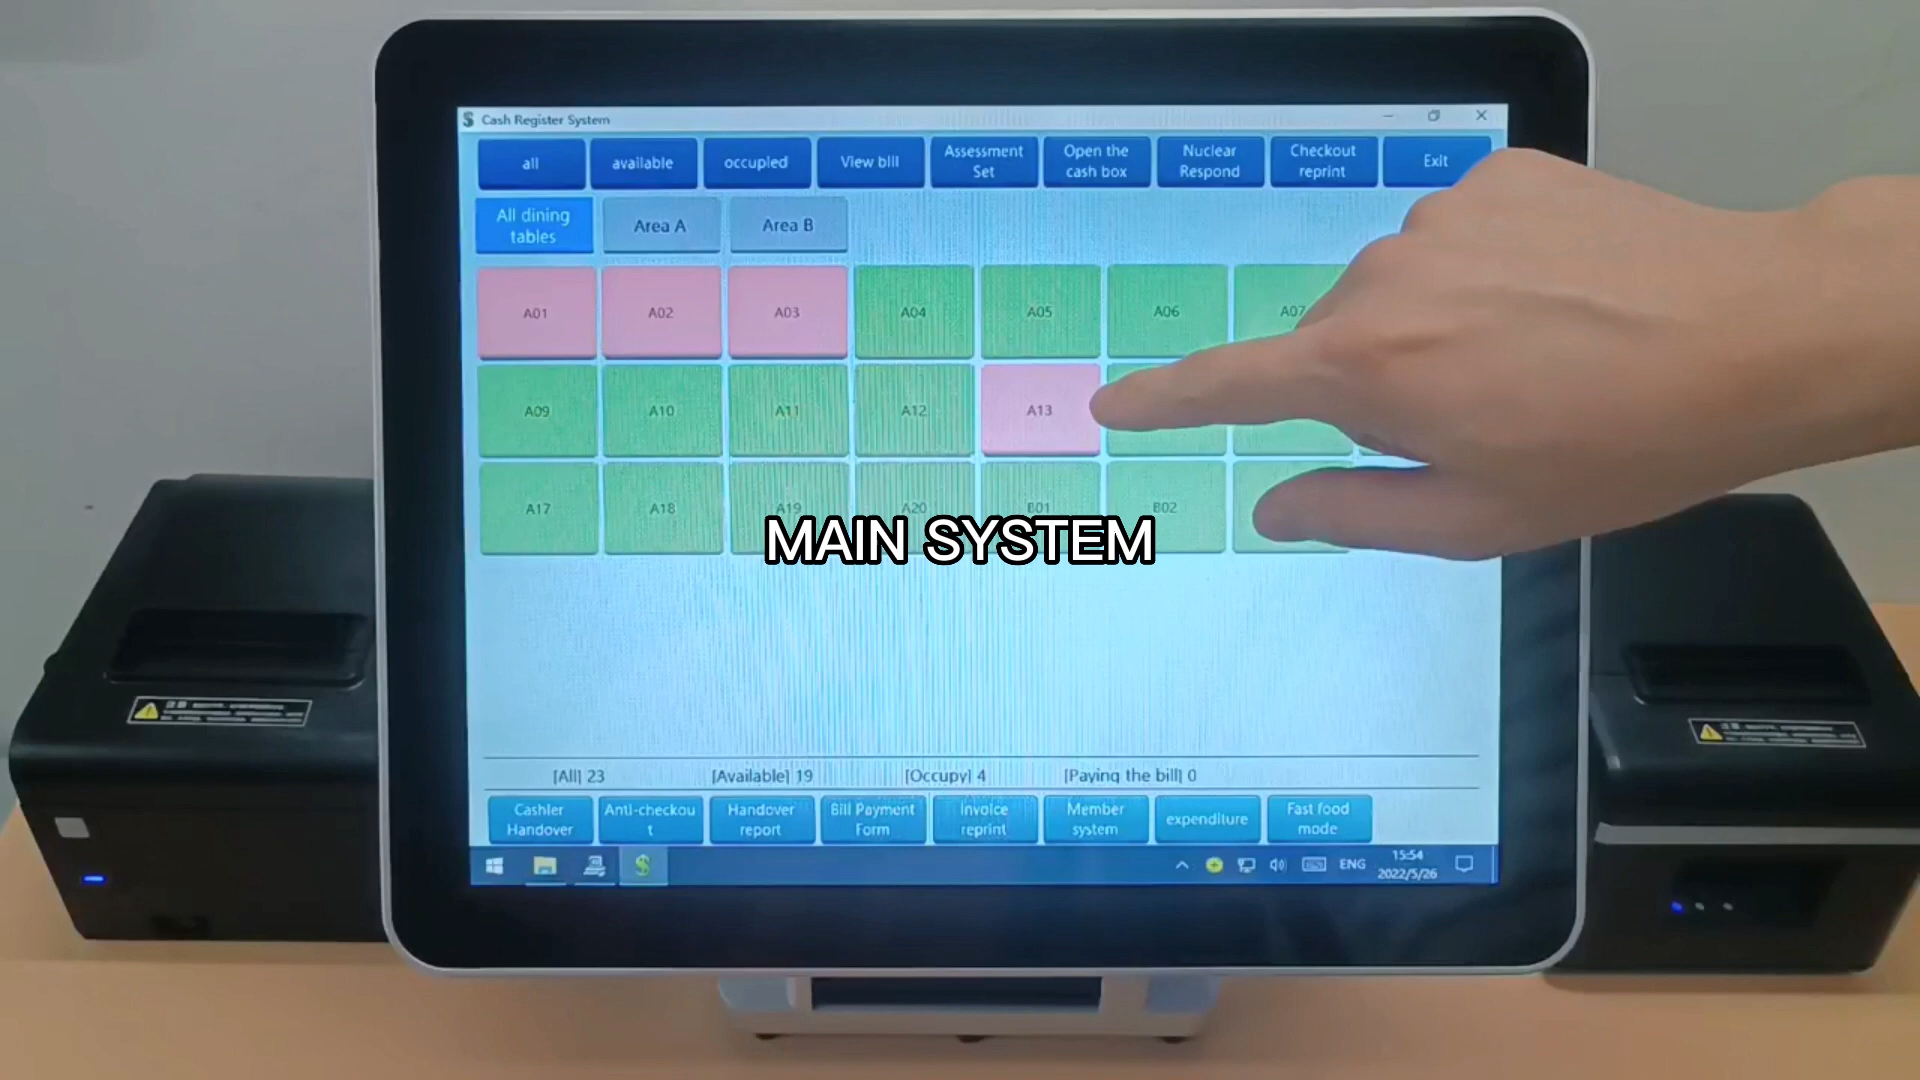 Cash Register System
all
available
occupied
View bill
Assessment
Set
Open the
cash box
Nuclear
Respond
Checkout
reprint
Exit
All dining
tables
Area A
Area B
A01
A02
A03
A04
A05
A06
A07
A09
A10
A11
A12
A13
A17
A18
A19
A20
B01
B02
MAIN SYSTEM
[All] 23
[Available] 19
[Occupy] 4
[Paying the bill] 0
Cashier
Handover
Anti-checkou
t
Handover
report
Bill Payment
Form
Invoice
reprint
Member
system
expenditure
Fast food
mode
ENG
15:54
2022/5/26